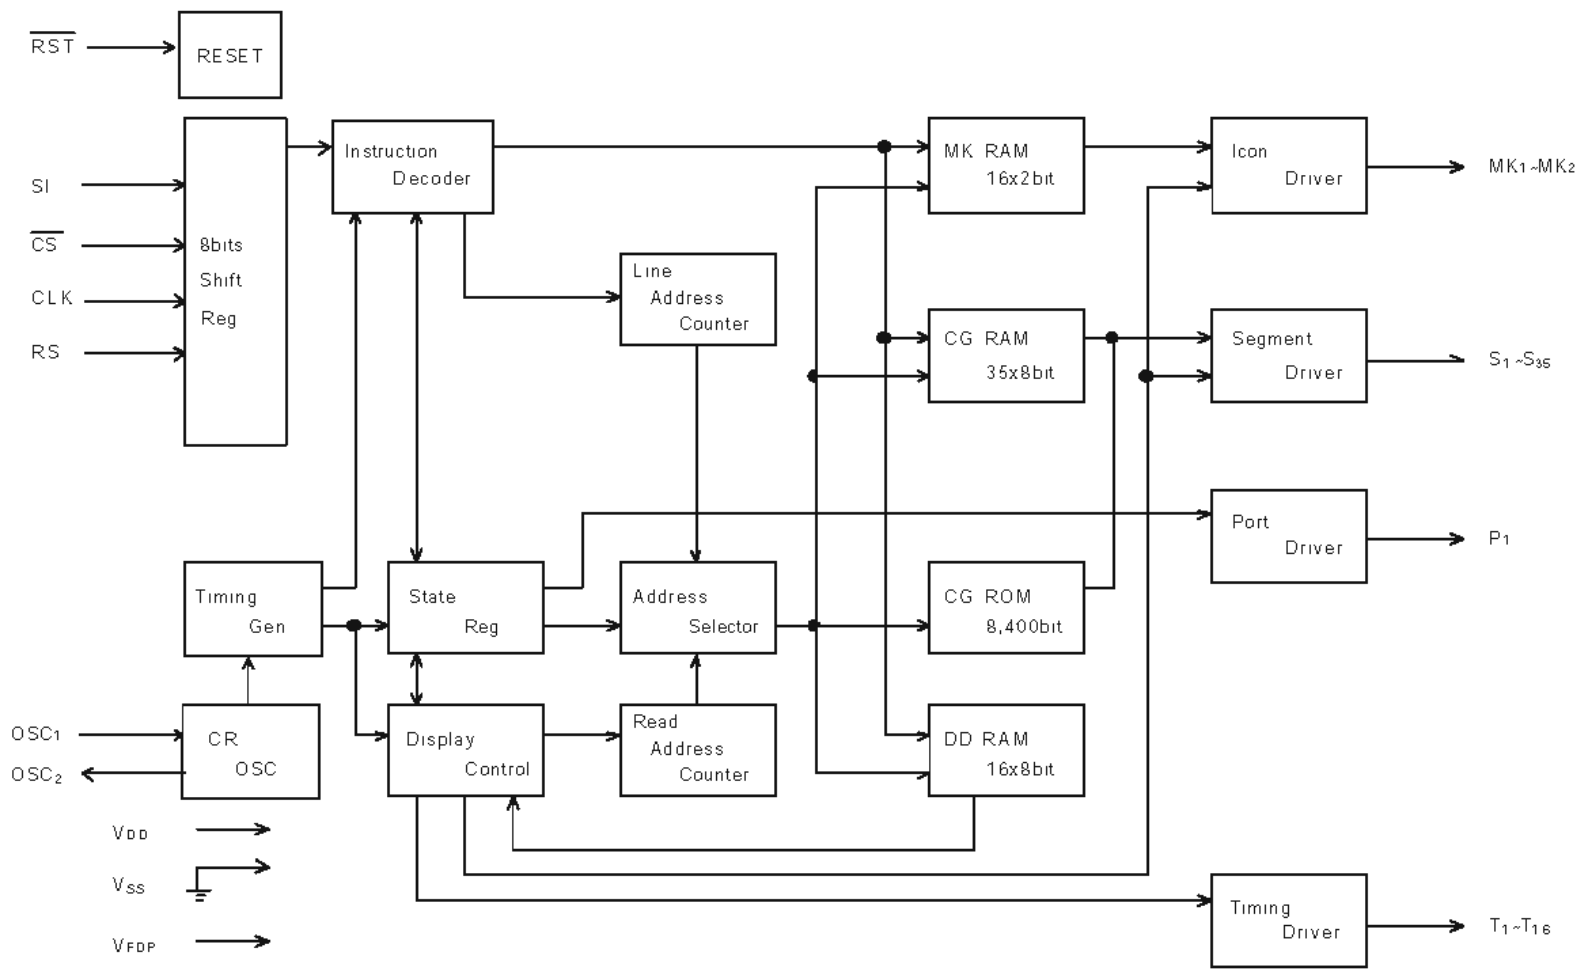 RST
RESET
SI
CS
CLK
RS
8bits
Shift
Reg
Instruction
Decoder
Line
Address
Counter
MK RAM
16x2bit
Icon
Driver
MK1~MK2
CG RAM
35x8bit
Segment
Driver
S1~S35
Port
Driver
P1
Timing
Gen
State
Reg
Address
Selector
CG ROM
8,400bit
OSC1
OSC2
CR
OSC
Display
Control
Read
Address
Counter
DD RAM
16x8bit
VDD
VSS
VFDP
Timing
Driver
T1~T16